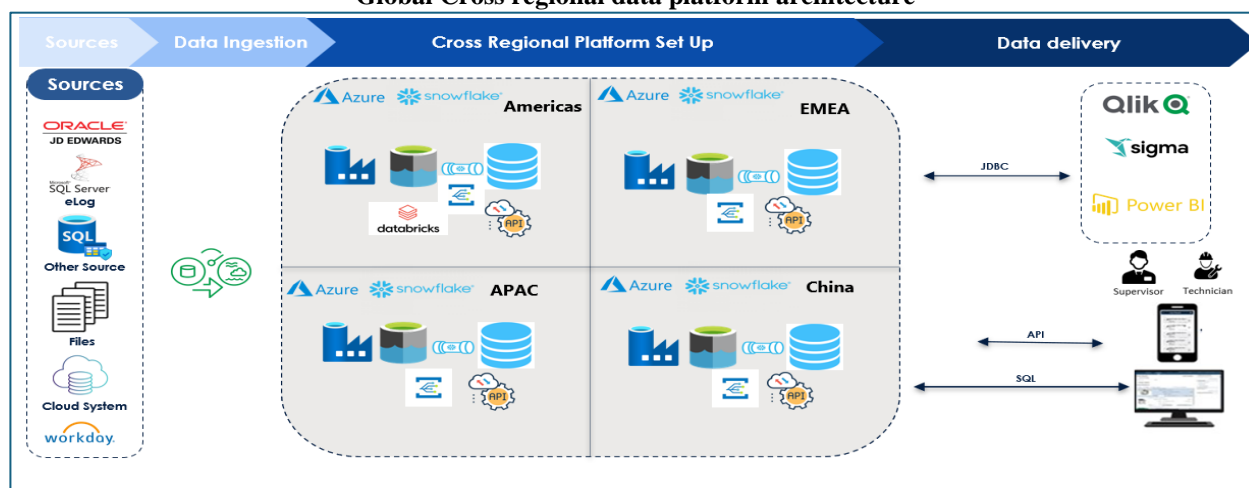 Global Cross regional data platform architecture
Sources
Data Ingestion
Cross Regional Platform Set Up
Data delivery
Sources
ORACLE
JD EDWARDS
Microsoft
SQL Server
eLog
SQL
Other Source
Files
Cloud System
workday.
Azure
snowflake
Americas
databricks
API
Azure
snowflake
EMEA
API
Azure
snowflake
APAC
API
Azure
snowflake
China
API
JDBC
API
SQL
Qlik
sigma
Power BI
Supervisor
Technician